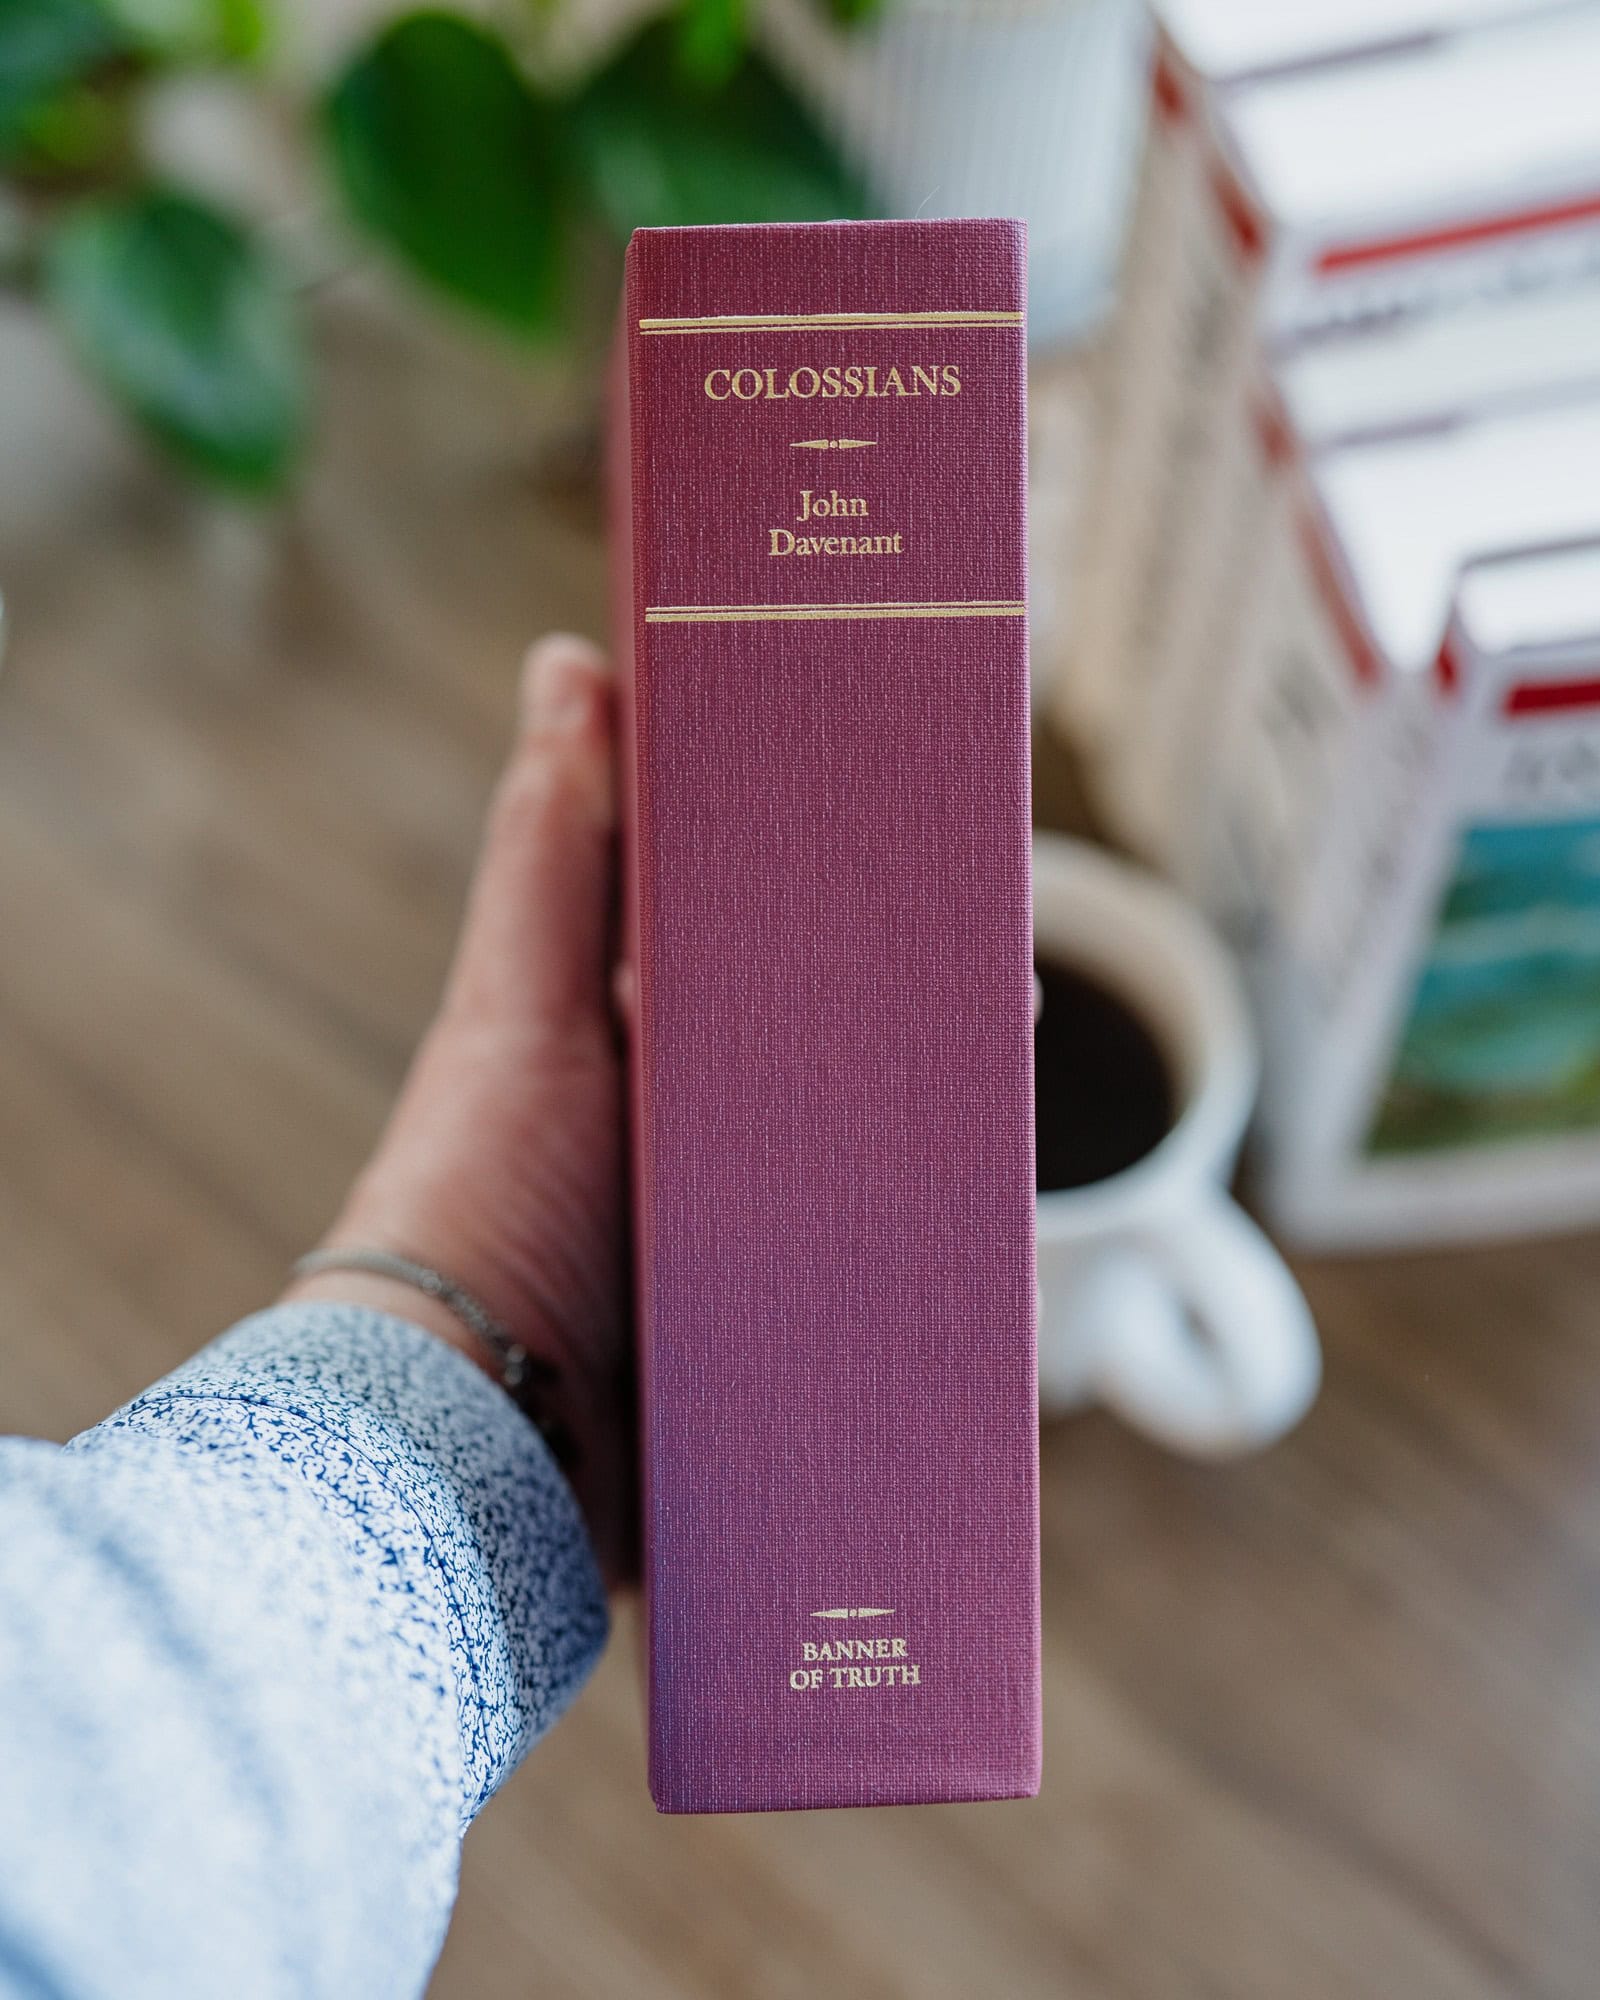 COLOSSIANS
John
Davenant
BANNER
OF TRUTH